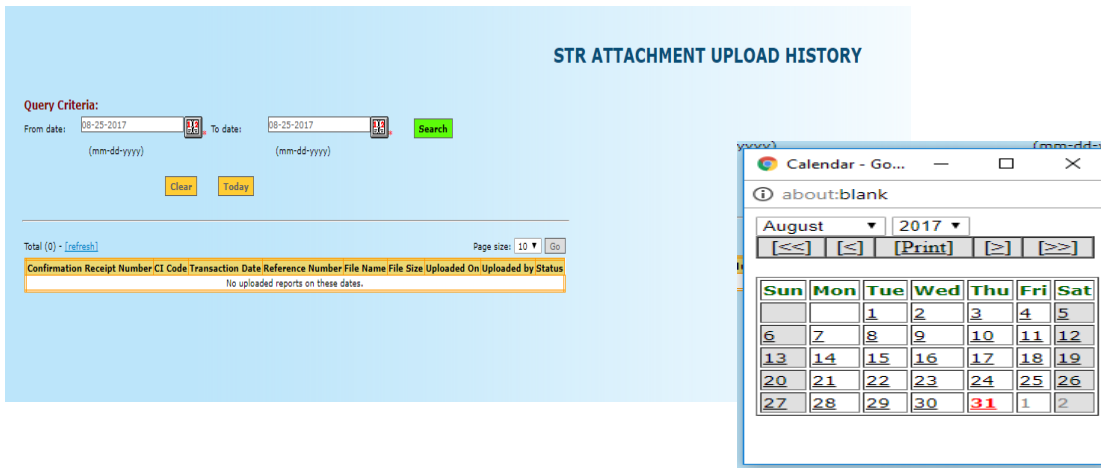 STR ATTACHMENT UPLOAD HISTORY
Query Criteria:
From date: 08-25-2017 * To date: 08-25-2017 * Search
(mm-dd-yyyy) (mm-dd-yyyy)
Clear Today
Total (0) - [refresh] Page size: 10 Go
Confirmation Receipt Number CI Code Transaction Date Reference Number File Name File Size Uploaded On Uploaded by Status
No uploaded reports on these dates.
Calendar - Go...
about:blank
August 2017
[<<] [<] [Print] [>] [>>]
Sun Mon Tue Wed Thu Fri Sat
1 2 3 4 5
6 7 8 9 10 11 12
13 14 15 16 17 18 19
20 21 22 23 24 25 26
27 28 29 30 31 1 2